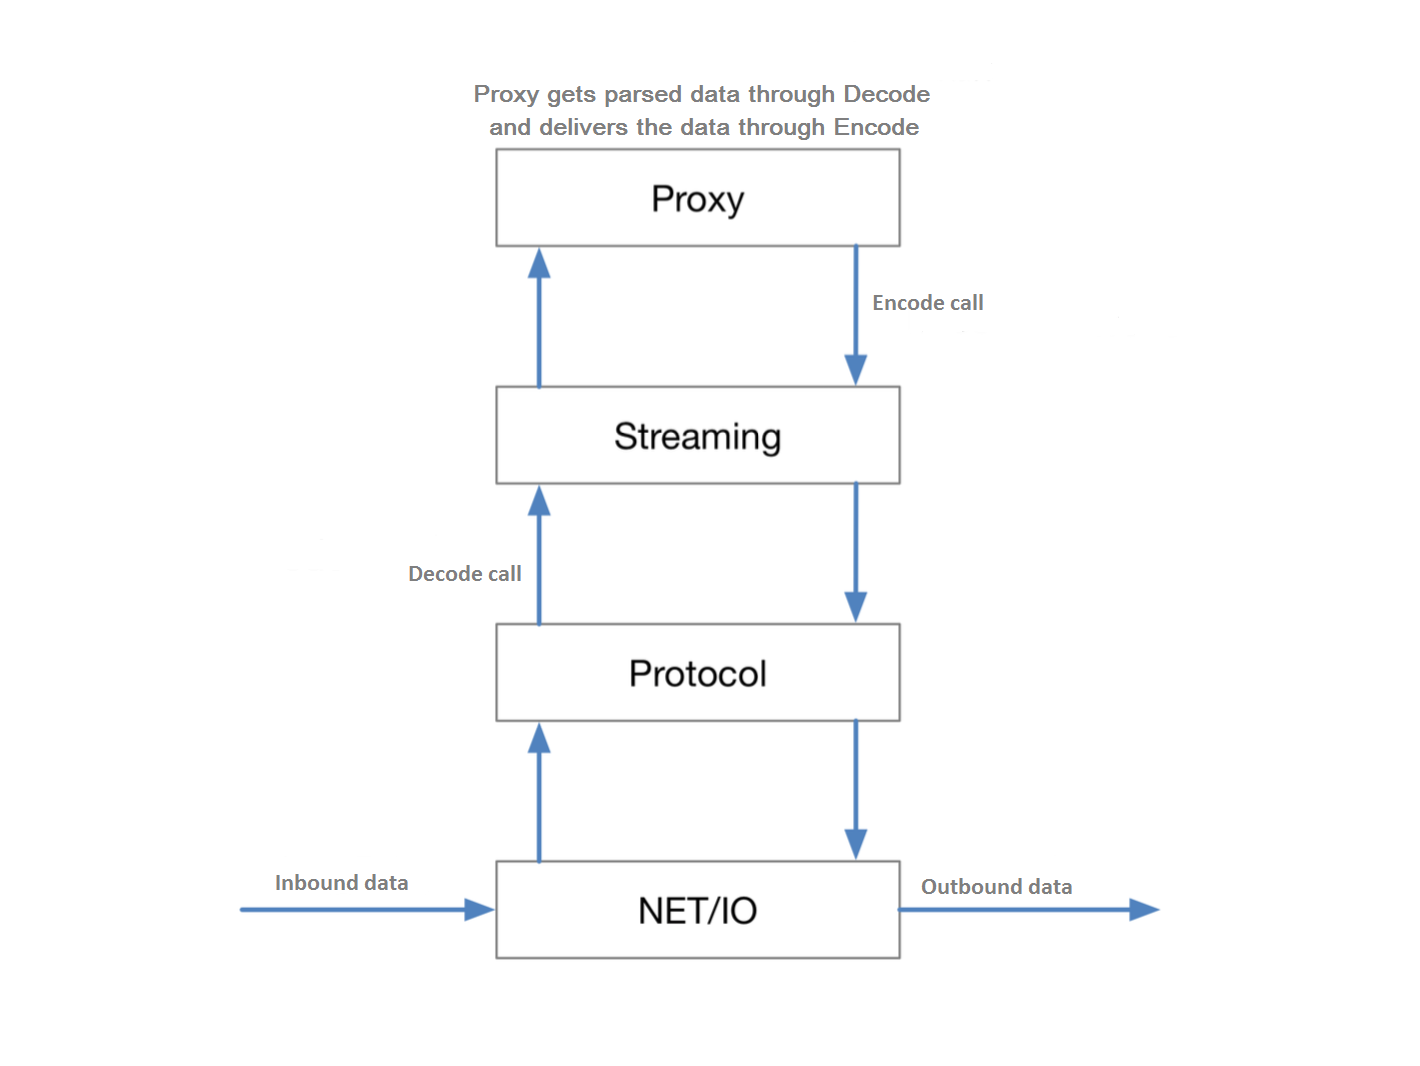 Proxy gets parsed data through Decode
and delivers the data through Encode
Proxy
Encode call
Streaming
Decode call
Protocol
Inbound data
NET/IO
Outbound data